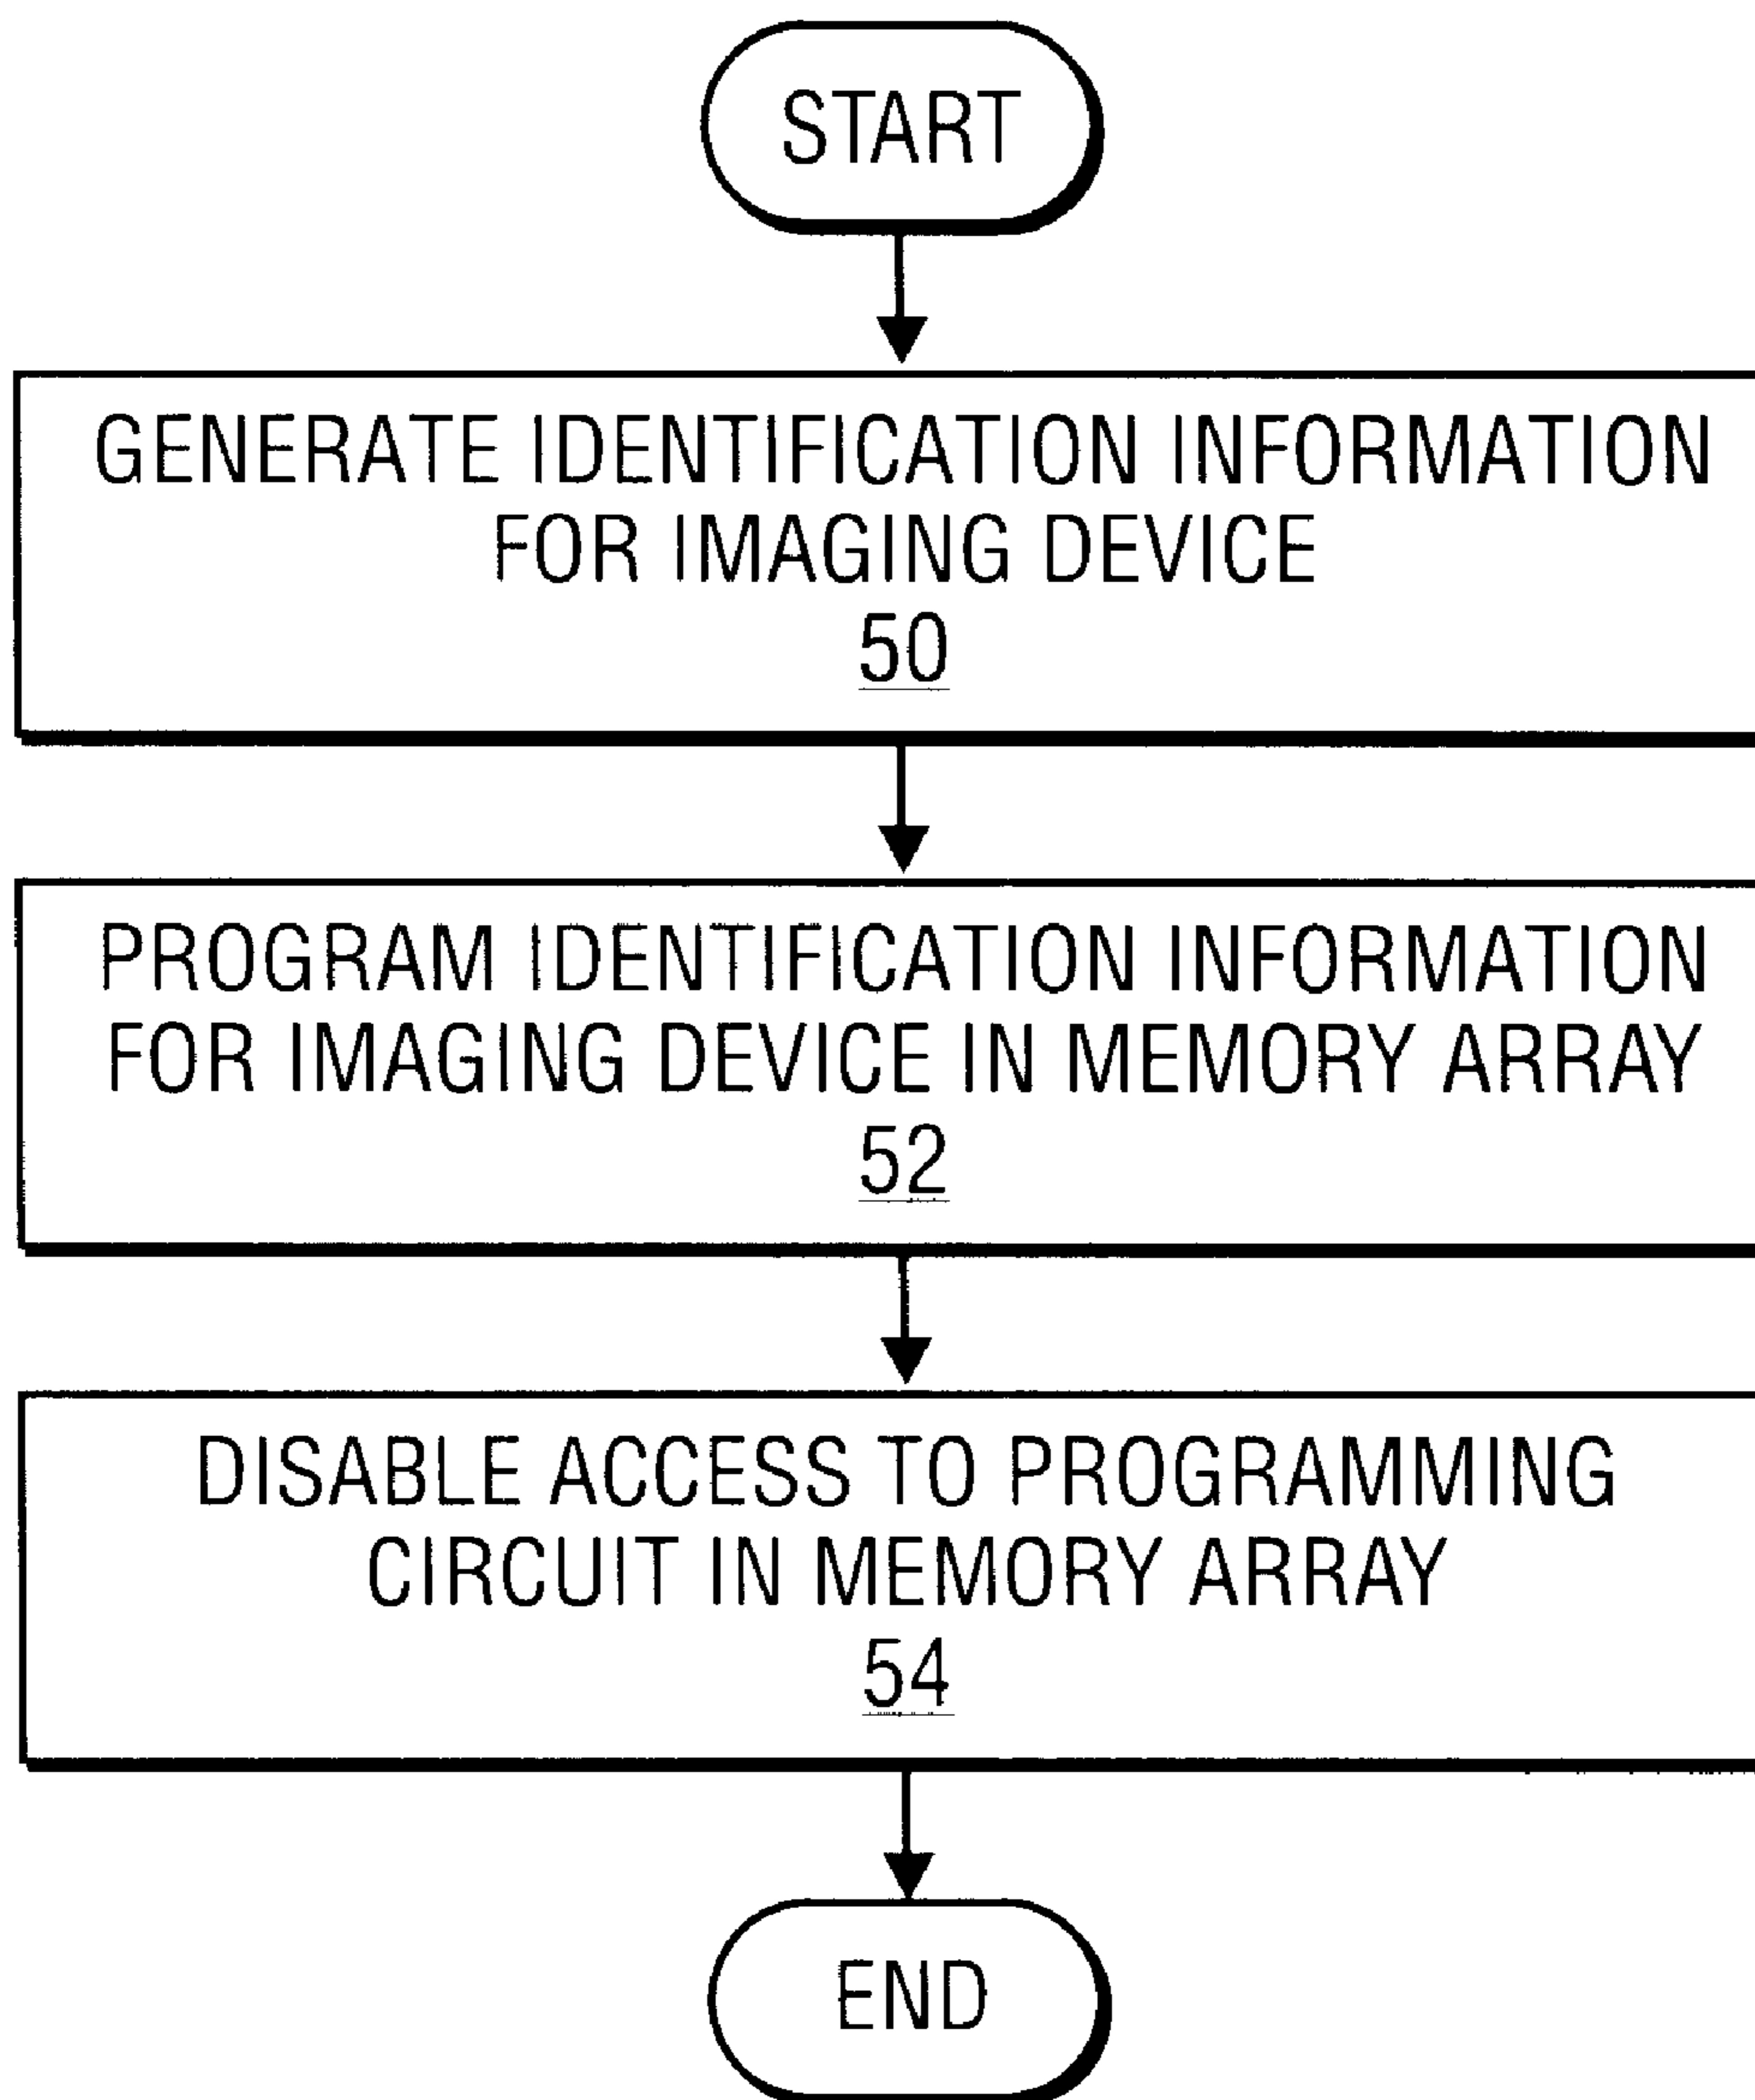 START
GENERATE IDENTIFICATION INFORMATION
FOR IMAGING DEVICE
50
PROGRAM IDENTIFICATION INFORMATION
FOR IMAGING DEVICE IN MEMORY ARRAY
52
DISABLE ACCESS TO PROGRAMMING
CIRCUIT IN MEMORY ARRAY
54
END